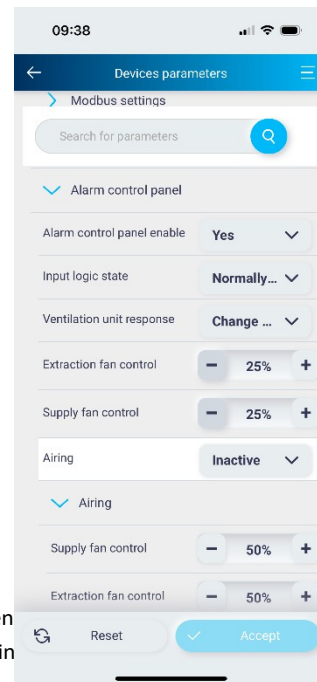 09:38
Devices parameters
Modbus settings
Search for parameters
Alarm control panel
Alarm control panel enable Yes
Input logic state Normally...
Ventilation unit response Change ...
Extraction fan control − 25% +
Supply fan control − 25% +
Airing Inactive
Airing
Supply fan control − 50% +
Extraction fan control − 50% +
en
Reset Accept
in